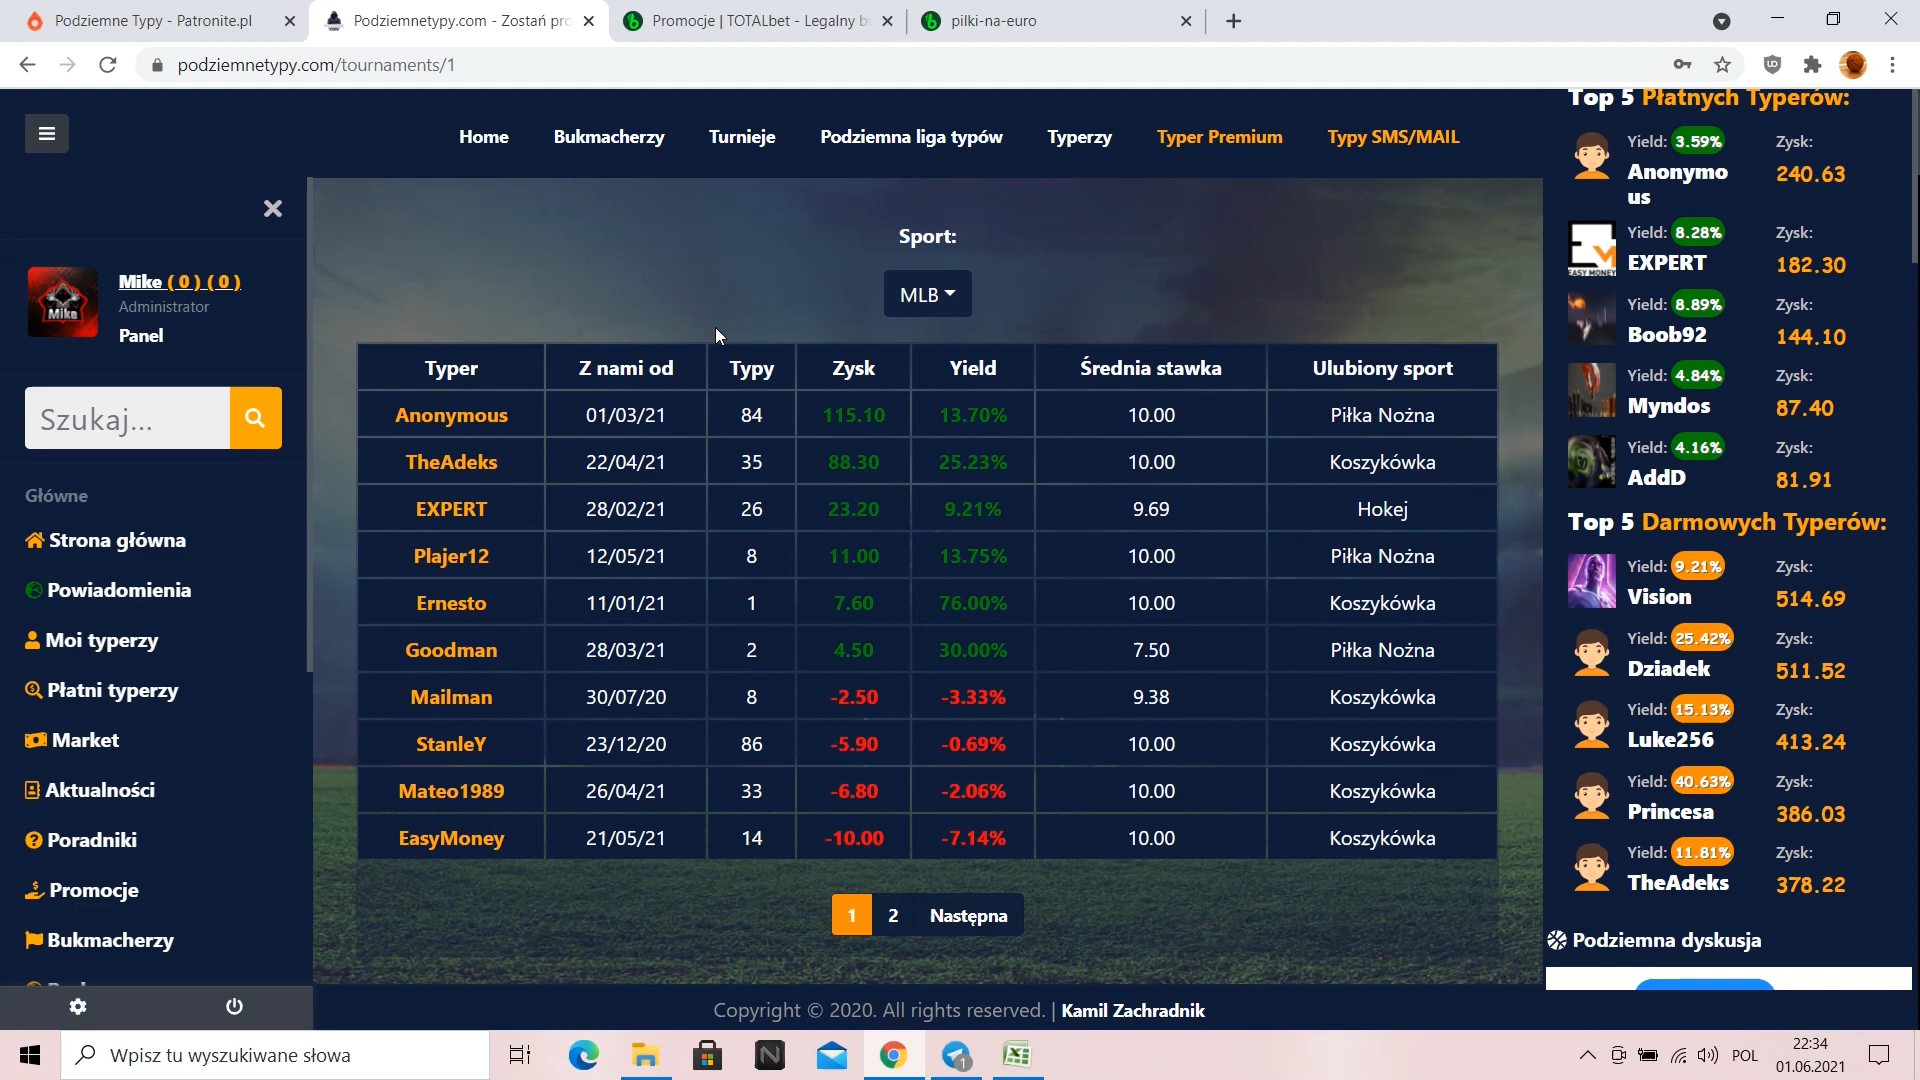 Podziemne Typy - Patronite.pl
Podziemnetypy.com - Zostań pro
Promocje | TOTALbet - Legalny b
pilki-na-euro
podziemnetypy.com/tournaments/1
Home Bukmacherzy Turnieje Podziemna liga typów Typerzy Typer Premium Typy SMS/MAIL
Mike ( 0 ) ( 0 )
Administrator
Panel
Mike
Szukaj...
Główne
Strona główna
Powiadomienia
Moi typerzy
Płatni typerzy
Market
Aktualności
Poradniki
Promocje
Bukmacherzy
Sport:
MLB
Typer Z nami od Typy Zysk Yield Średnia stawka Ulubiony sport
Anonymous 01/03/21 84 115.10 13.70% 10.00 Piłka Nożna
TheAdeks 22/04/21 35 88.30 25.23% 10.00 Koszykówka
EXPERT 28/02/21 26 23.20 9.21% 9.69 Hokej
Plajer12 12/05/21 8 11.00 13.75% 10.00 Piłka Nożna
Ernesto 11/01/21 1 7.60 76.00% 10.00 Koszykówka
Goodman 28/03/21 2 4.50 30.00% 7.50 Piłka Nożna
Mailman 30/07/20 8 -2.50 -3.33% 9.38 Koszykówka
StanleY 23/12/20 86 -5.90 -0.69% 10.00 Koszykówka
Mateo1989 26/04/21 33 -6.80 -2.06% 10.00 Koszykówka
EasyMoney 21/05/21 14 -10.00 -7.14% 10.00 Koszykówka
1 2 Następna
Copyright © 2020. All rights reserved. | Kamil Zachradnik
Top 5 Płatnych Typerów:
Yield: 3.59% Zysk:
Anonymo
us
240.63
Yield: 8.28% Zysk:
EXPERT 182.30
EASY MONEY
Yield: 8.89% Zysk:
Boob92 144.10
Yield: 4.84% Zysk:
Myndos 87.40
Yield: 4.16% Zysk:
AddD 81.91
Top 5 Darmowych Typerów:
Yield: 9.21% Zysk:
Vision 514.69
Yield: 25.42% Zysk:
Dziadek 511.52
Yield: 15.13% Zysk:
Luke256 413.24
Yield: 40.63% Zysk:
Princesa 386.03
Yield: 11.81% Zysk:
TheAdeks 378.22
Podziemna dyskusja
Wpisz tu wyszukiwane słowa
1
POL
22:34
01.06.2021